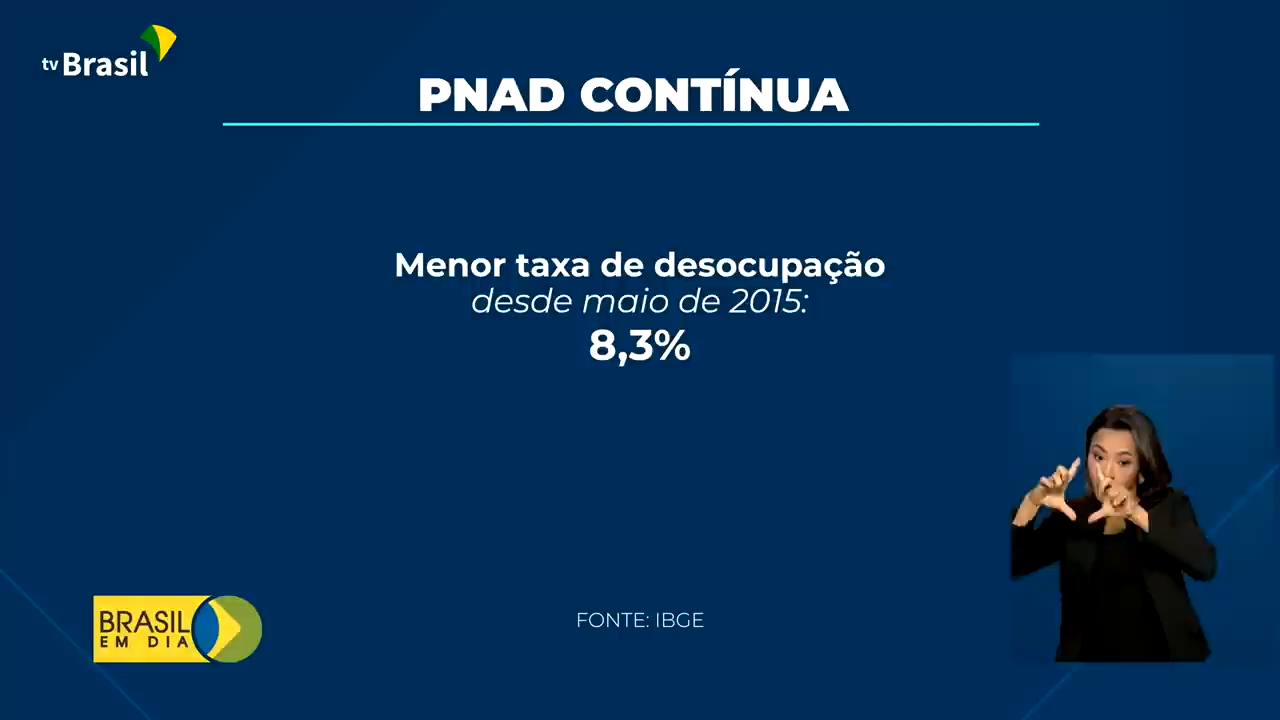 tv Brasil
PNAD CONTÍNUA
Menor taxa de desocupação
desde maio de 2015:
8,3%
BRASIL
EM DIA
FONTE: IBGE